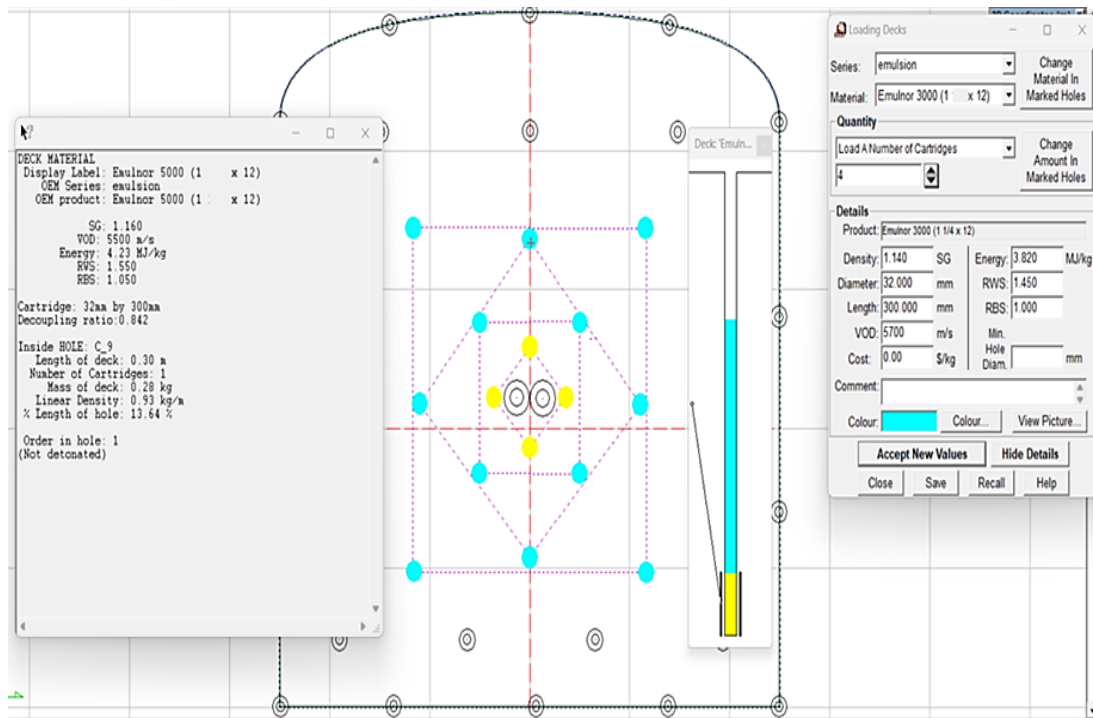 ?
DECK MATERIAL
Display Label: Emulnor 5000 (1 x 12)
OEM Series: emulsion
OEM product: Emulnor 5000 (1 x 12)
SG: 1.160
VOD: 5500 m/s
Energy: 4.23 MJ/kg
RWS: 1.550
RBS: 1.050
Cartridge: 32mm by 300mm
Decoupling ratio:0.842
Inside HOLE: C_9
Length of deck: 0.30 m
Number of Cartridges: 1
Mass of deck: 0.28 kg
Linear Density: 0.93 kg/m
% Length of hole: 13.64 %
Order in hole: 1
(Not detonated)
Deck: 'Emuln...
Loading Decks
Series: emulsion
Material: Emulnor 3000 (1 x 12)
Change Material In Marked Holes
Quantity
Load A Number of Cartridges
4
Change Amount In Marked Holes
Details
Product: Emulnor 3000 (1 1/4 x 12)
Density: 1.140 SG Energy: 3.820 MJ/kg
Diameter: 32.000 mm RWS: 1.450
Length: 300.000 mm RBS: 1.000
VOD: 5700 m/s Min. Hole Diam. mm
Cost: 0.00 $/kg
Comment:
Colour: Colour... View Picture...
Accept New Values Hide Details
Close Save Recall Help